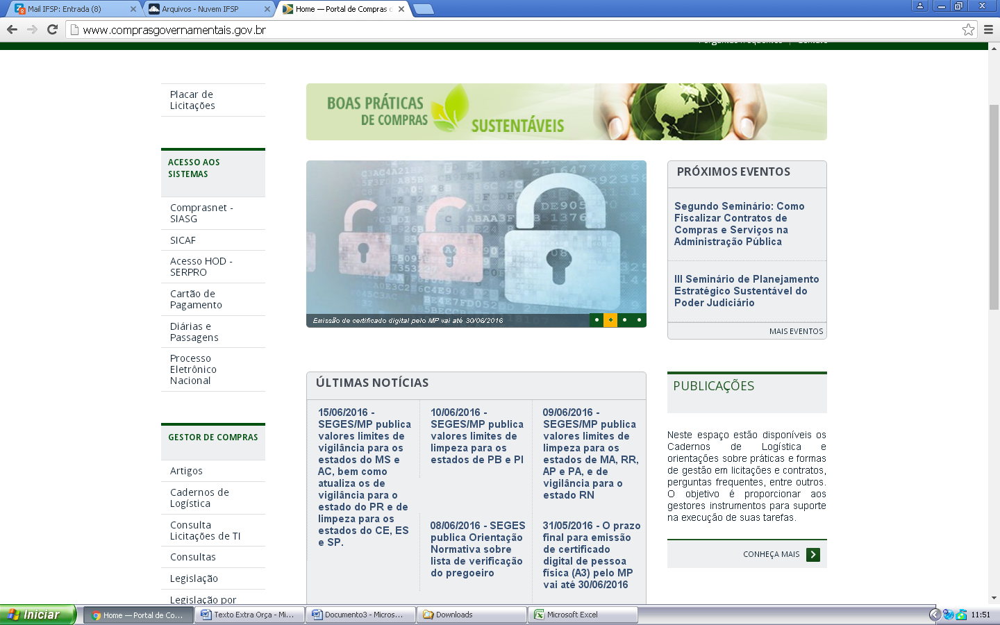 Mail IFSP: Entrada (8)
Arquivos - Nuvem IFSP
Home — Portal de Compras
www.comprasgovernamentais.gov.br
Perguntas frequentes
Contato
Placar de
Licitações
ACESSO AOS
SISTEMAS
Comprasnet -
SIASG
SICAF
Acesso HOD -
SERPRO
Cartão de
Pagamento
Diárias e
Passagens
Processo
Eletrônico
Nacional
GESTOR DE COMPRAS
Artigos
Cadernos de
Logística
Consulta
Licitações de TI
Consultas
Legislação
Legislação por
BOAS PRÁTICAS
DE COMPRAS
SUSTENTÁVEIS
Emissão de certificado digital pelo MP vai até 30/06/2016
PRÓXIMOS EVENTOS
Segundo Seminário: Como
Fiscalizar Contratos de
Compras e Serviços na
Administração Pública
III Seminário de Planejamento
Estratégico Sustentável do
Poder Judiciário
MAIS EVENTOS
ÚLTIMAS NOTÍCIAS
15/06/2016 -
SEGES/MP publica
valores limites de
vigilância para os
estados do MS e
AC, bem como
atualiza os de
vigilância para o
estado do PR e de
limpeza para os
estados do CE, ES
e SP.
10/06/2016 -
SEGES/MP publica
valores limites de
limpeza para os
estados de PB e PI
09/06/2016 -
SEGES/MP publica
valores limites de
limpeza para os
estados de MA, RR,
AP e PA, e de
vigilância para o
estado RN
08/06/2016 - SEGES
publica Orientação
Normativa sobre
lista de verificação
do pregoeiro
31/05/2016 - O prazo
final para emissão
de certificado
digital de pessoa
física (A3) pelo MP
vai até 30/06/2016
PUBLICAÇÕES
Neste espaço estão disponíveis os
Cadernos de Logística e
orientações sobre práticas e formas
de gestão em licitações e contratos,
perguntas frequentes, entre outros.
O objetivo é proporcionar aos
gestores instrumentos para suporte
na execução de suas tarefas.
CONHEÇA MAIS
Iniciar
Home — Portal de Co...
Texto Extra Orça - Mi...
Documento3 - Micros...
Downloads
Microsoft Excel
11:51